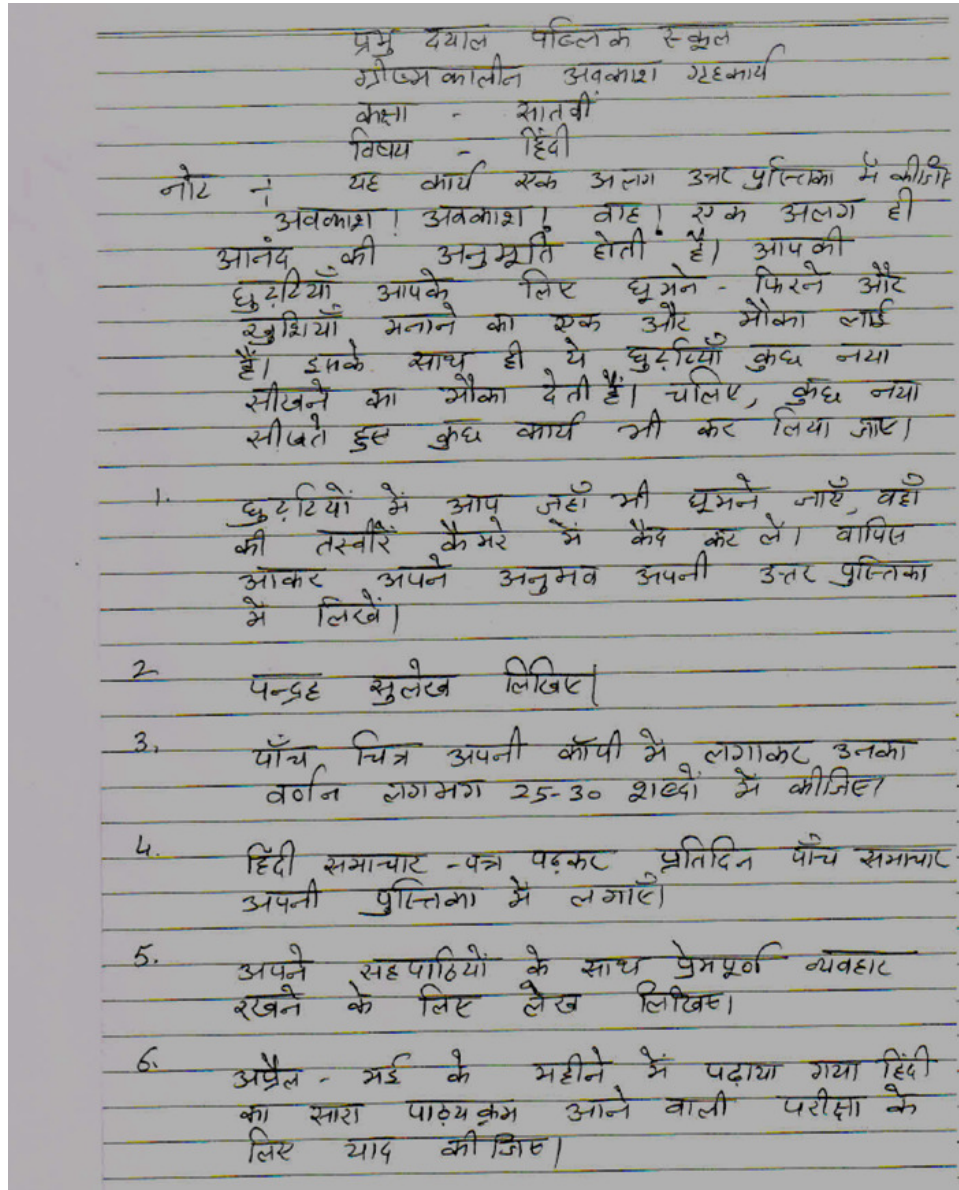 प्रभु दयाल पब्लिक स्कूल
ग्रीष्मकालीन अवकाश गृहकार्य
कक्षा - सातवीं
विषय - हिंदी
नोट :- यह कार्य एक अलग उत्तर पुस्तिका में कीजिए
अवकाश! अवकाश! वाह! एक अलग ही
आनंद की अनुभूति होती है। आपकी
छुट्टियाँ आपके लिए घूमने - फिरने और
खुशियाँ मनाने का एक और मौका लाई
हैं। इसके साथ ही ये छुट्टियाँ कुछ नया
सीखने का मौका देती हैं। चलिए, कुछ नया
सीखते हुए कुछ कार्य भी कर लिया जाए।
1. छुट्टियों में आप जहाँ भी घूमने जाएँ, वहाँ
की तस्वीरें कैमरे में कैद कर लें। वापिस
आकर अपने अनुभव अपनी उत्तर पुस्तिका
में लिखें।
2 पन्द्रह सुलेख लिखिए।
3. पाँच चित्र अपनी कॉपी में लगाकर उनका
वर्णन लगभग 25-30 शब्दों में कीजिए।
4. हिंदी समाचार - पत्र पढ़कर प्रतिदिन पाँच समाचार
अपनी पुस्तिका में लगाएँ।
5. अपने सहपाठियों के साथ प्रेमपूर्ण व्यवहार
रखने के लिए लेख लिखिए।
6. अप्रैल - मई के महीने में पढ़ाया गया हिंदी
का सारा पाठ्यक्रम आने वाली परीक्षा के
लिए याद कीजिए।